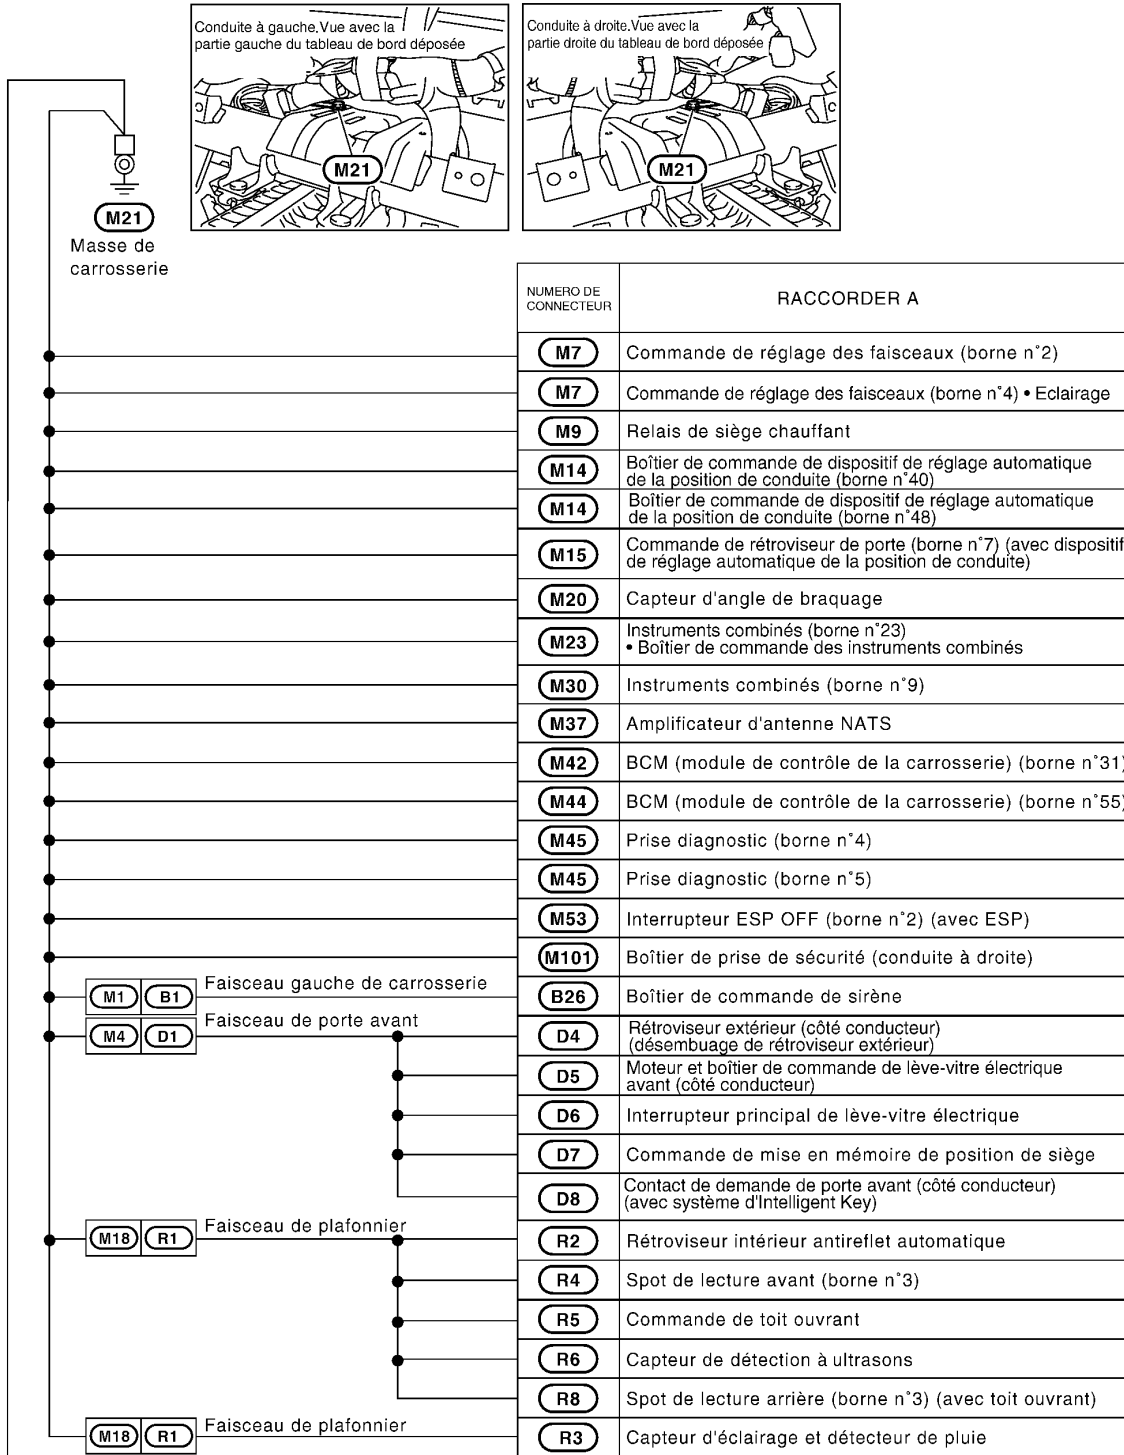 Conduite à gauche.Vue avec la
partie gauche du tableau de bord déposée
M21
Conduite à droite.Vue avec la
partie droite du tableau de bord déposée
M21
M21
Masse de
carrosserie
NUMERO DE
CONNECTEUR
RACCORDER A
M7
Commande de réglage des faisceaux (borne n°2)
M7
Commande de réglage des faisceaux (borne n°4) • Eclairage
M9
Relais de siège chauffant
M14
Boîtier de commande de dispositif de réglage automatique
de la position de conduite (borne n°40)
M14
Boîtier de commande de dispositif de réglage automatique
de la position de conduite (borne n°48)
M15
Commande de rétroviseur de porte (borne n°7) (avec dispositif
de réglage automatique de la position de conduite)
M20
Capteur d'angle de braquage
M23
Instruments combinés (borne n°23)
• Boîtier de commande des instruments combinés
M30
Instruments combinés (borne n°9)
M37
Amplificateur d'antenne NATS
M42
BCM (module de contrôle de la carrosserie) (borne n°31)
M44
BCM (module de contrôle de la carrosserie) (borne n°55)
M45
Prise diagnostic (borne n°4)
M45
Prise diagnostic (borne n°5)
M53
Interrupteur ESP OFF (borne n°2) (avec ESP)
M101
Boîtier de prise de sécurité (conduite à droite)
M1 B1
Faisceau gauche de carrosserie
B26
Boîtier de commande de sirène
M4 D1
Faisceau de porte avant
D4
Rétroviseur extérieur (côté conducteur)
(désembuage de rétroviseur extérieur)
D5
Moteur et boîtier de commande de lève-vitre électrique
avant (côté conducteur)
D6
Interrupteur principal de lève-vitre électrique
D7
Commande de mise en mémoire de position de siège
D8
Contact de demande de porte avant (côté conducteur)
(avec système d'Intelligent Key)
M18 R1
Faisceau de plafonnier
R2
Rétroviseur intérieur antireflet automatique
R4
Spot de lecture avant (borne n°3)
R5
Commande de toit ouvrant
R6
Capteur de détection à ultrasons
R8
Spot de lecture arrière (borne n°3) (avec toit ouvrant)
M18 R1
Faisceau de plafonnier
R3
Capteur d'éclairage et détecteur de pluie